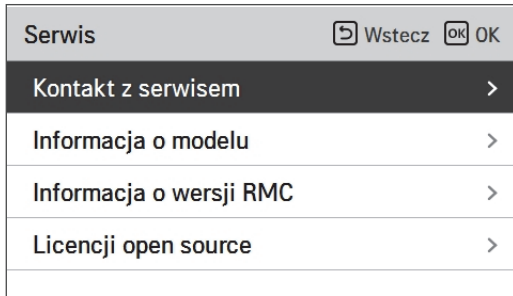 Serwis Wstecz OK OK
Kontakt z serwisem >
Informacja o modelu >
Informacja o wersji RMC >
Licencji open source >